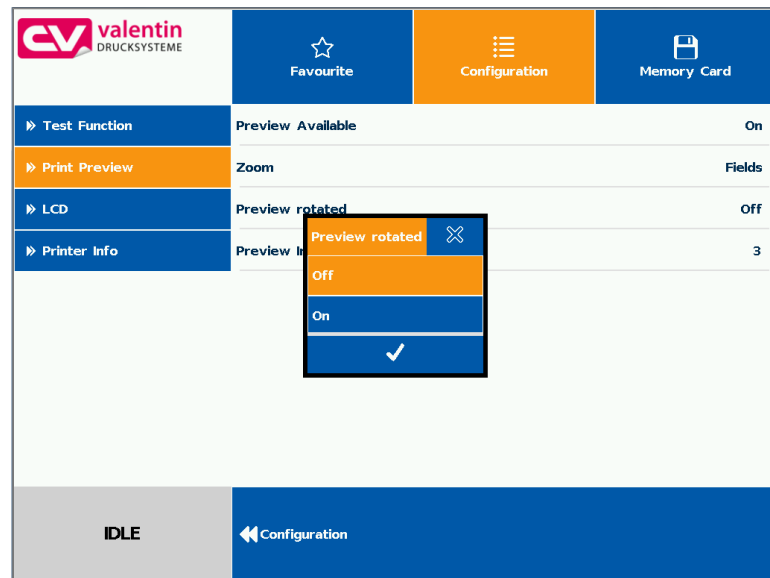 CV valentin
DRUCKSYSTEME
Favourite
Configuration
Memory Card
Test Function
Print Preview
LCD
Printer Info
Preview Available On
Zoom Fields
Preview rotated Off
Preview 3
Preview rotated
Off
On
IDLE
Configuration